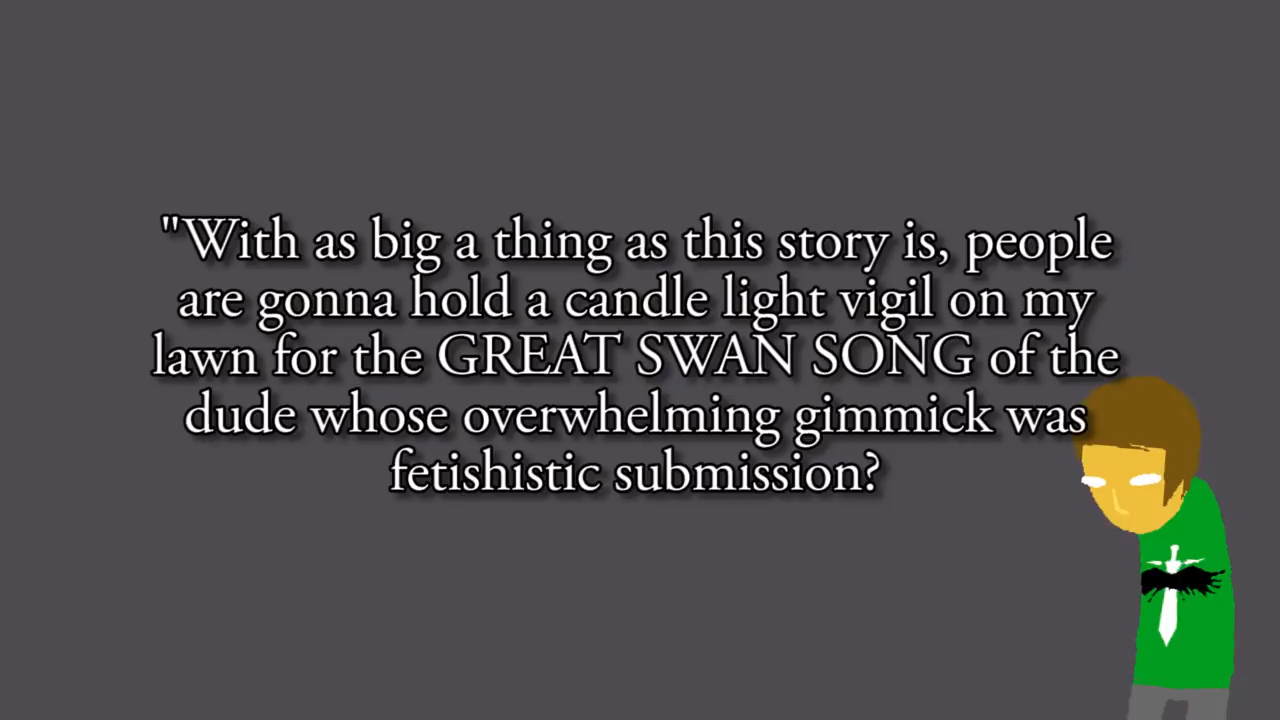 "With as big a thing as this story is, people
are gonna hold a candle light vigil on my
lawn for the GREAT SWAN SONG of the
dude whose overwhelming gimmick was
fetishistic submission?